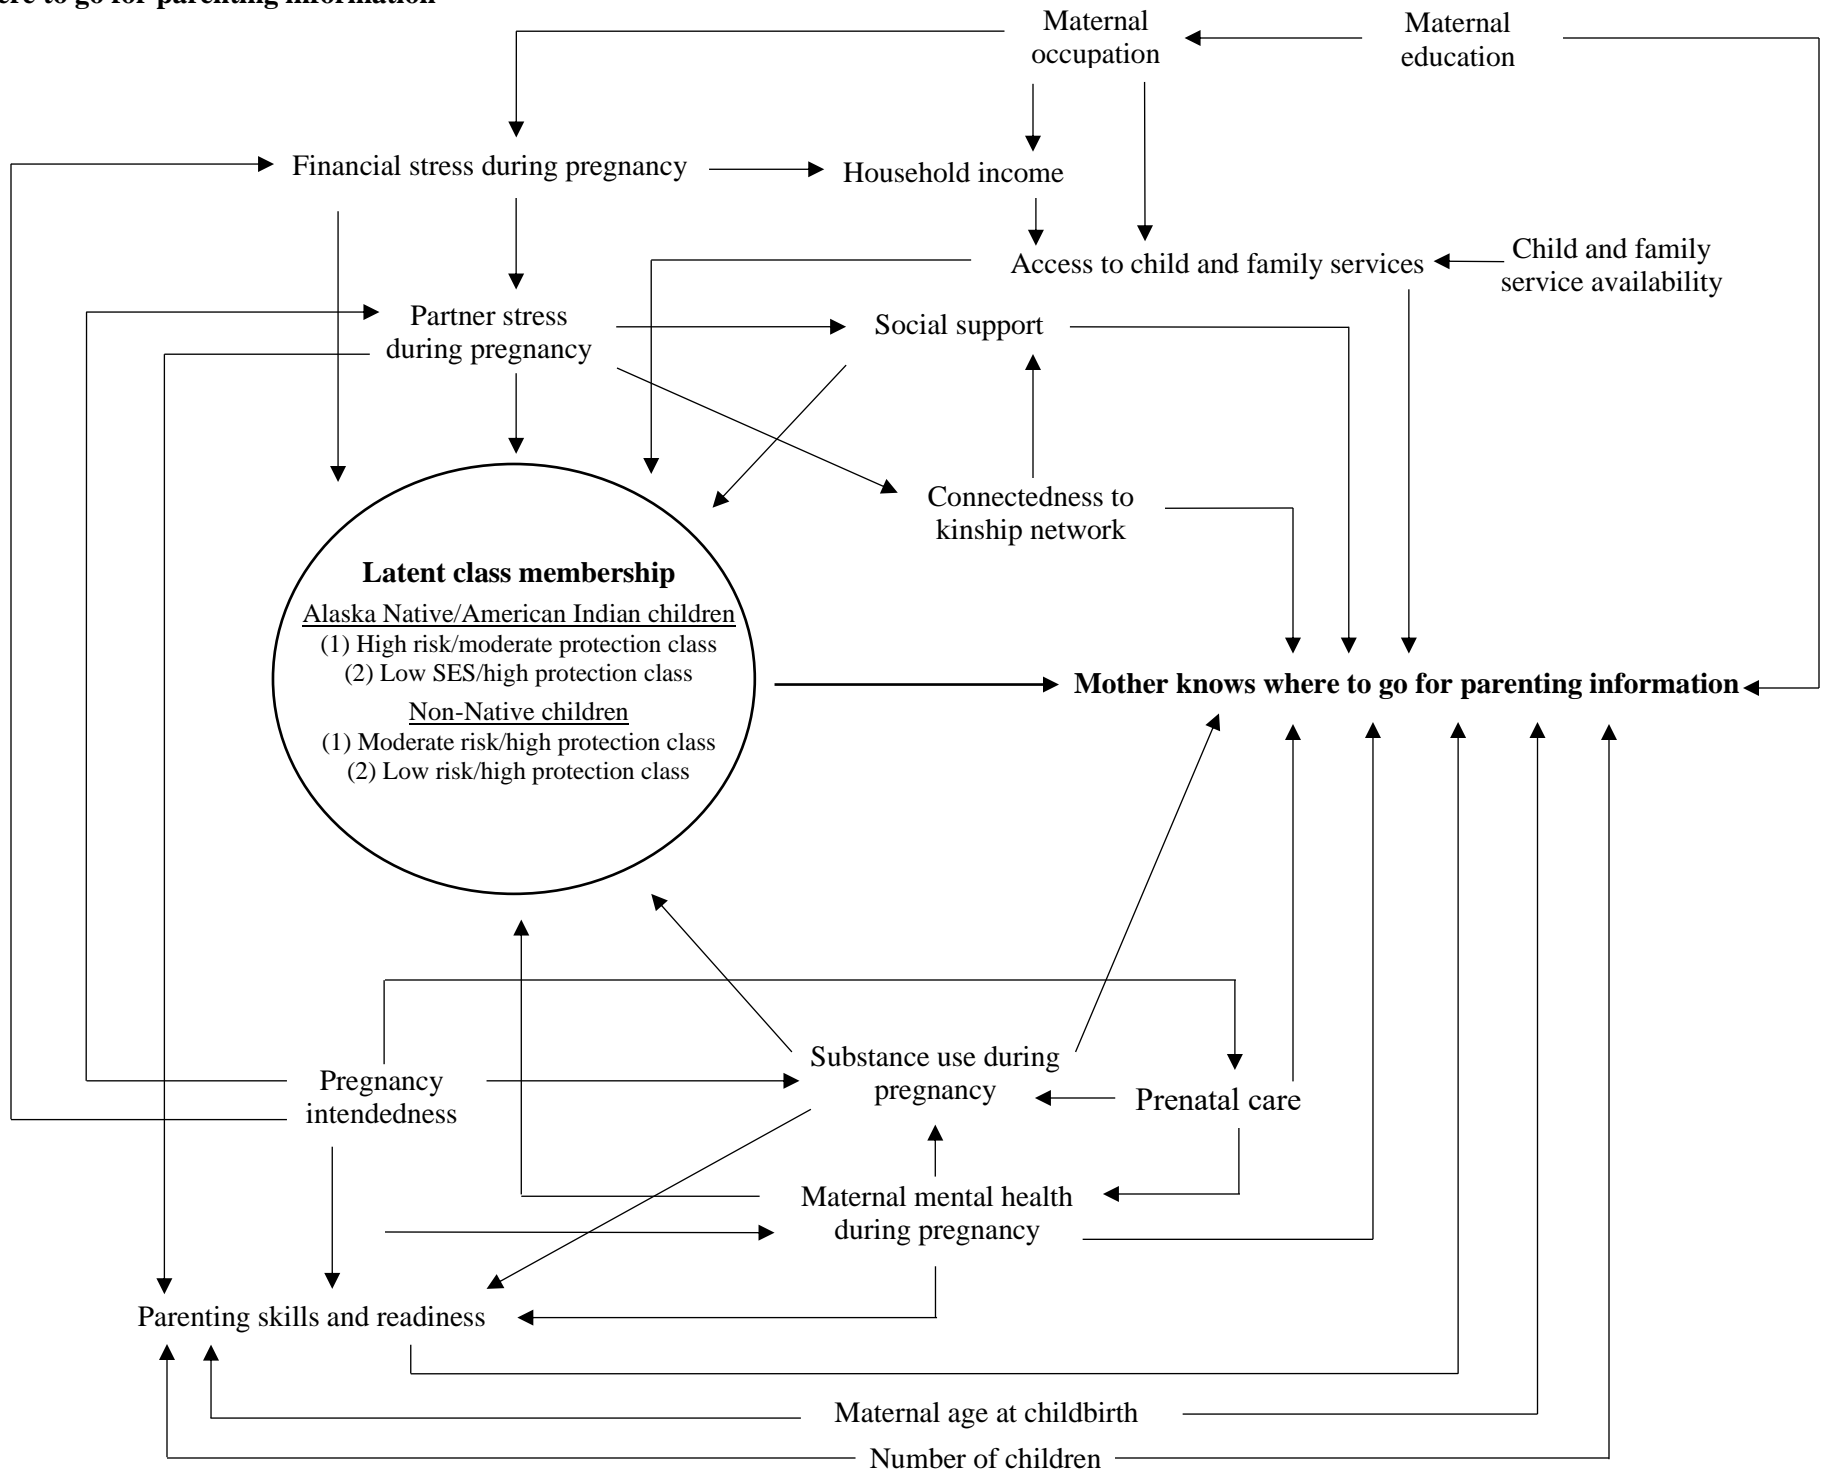 to go for parenting information
Maternal
occupation
Maternal
education
Financial stress during pregnancy
Household income
Access to child and family services
Child and family
service availability
Partner stress
during pregnancy
Social support
Connectedness to
kinship network
Latent class membership
Alaska Native/American Indian children
(1) High risk/moderate protection class
(2) Low SES/high protection class
Non-Native children
(1) Moderate risk/high protection class
(2) Low risk/high protection class
Mother knows where to go for parenting information
Substance use during
pregnancy
Pregnancy
intendedness
Prenatal care
Maternal mental health
during pregnancy
Parenting skills and readiness
Maternal age at childbirth
Number of children